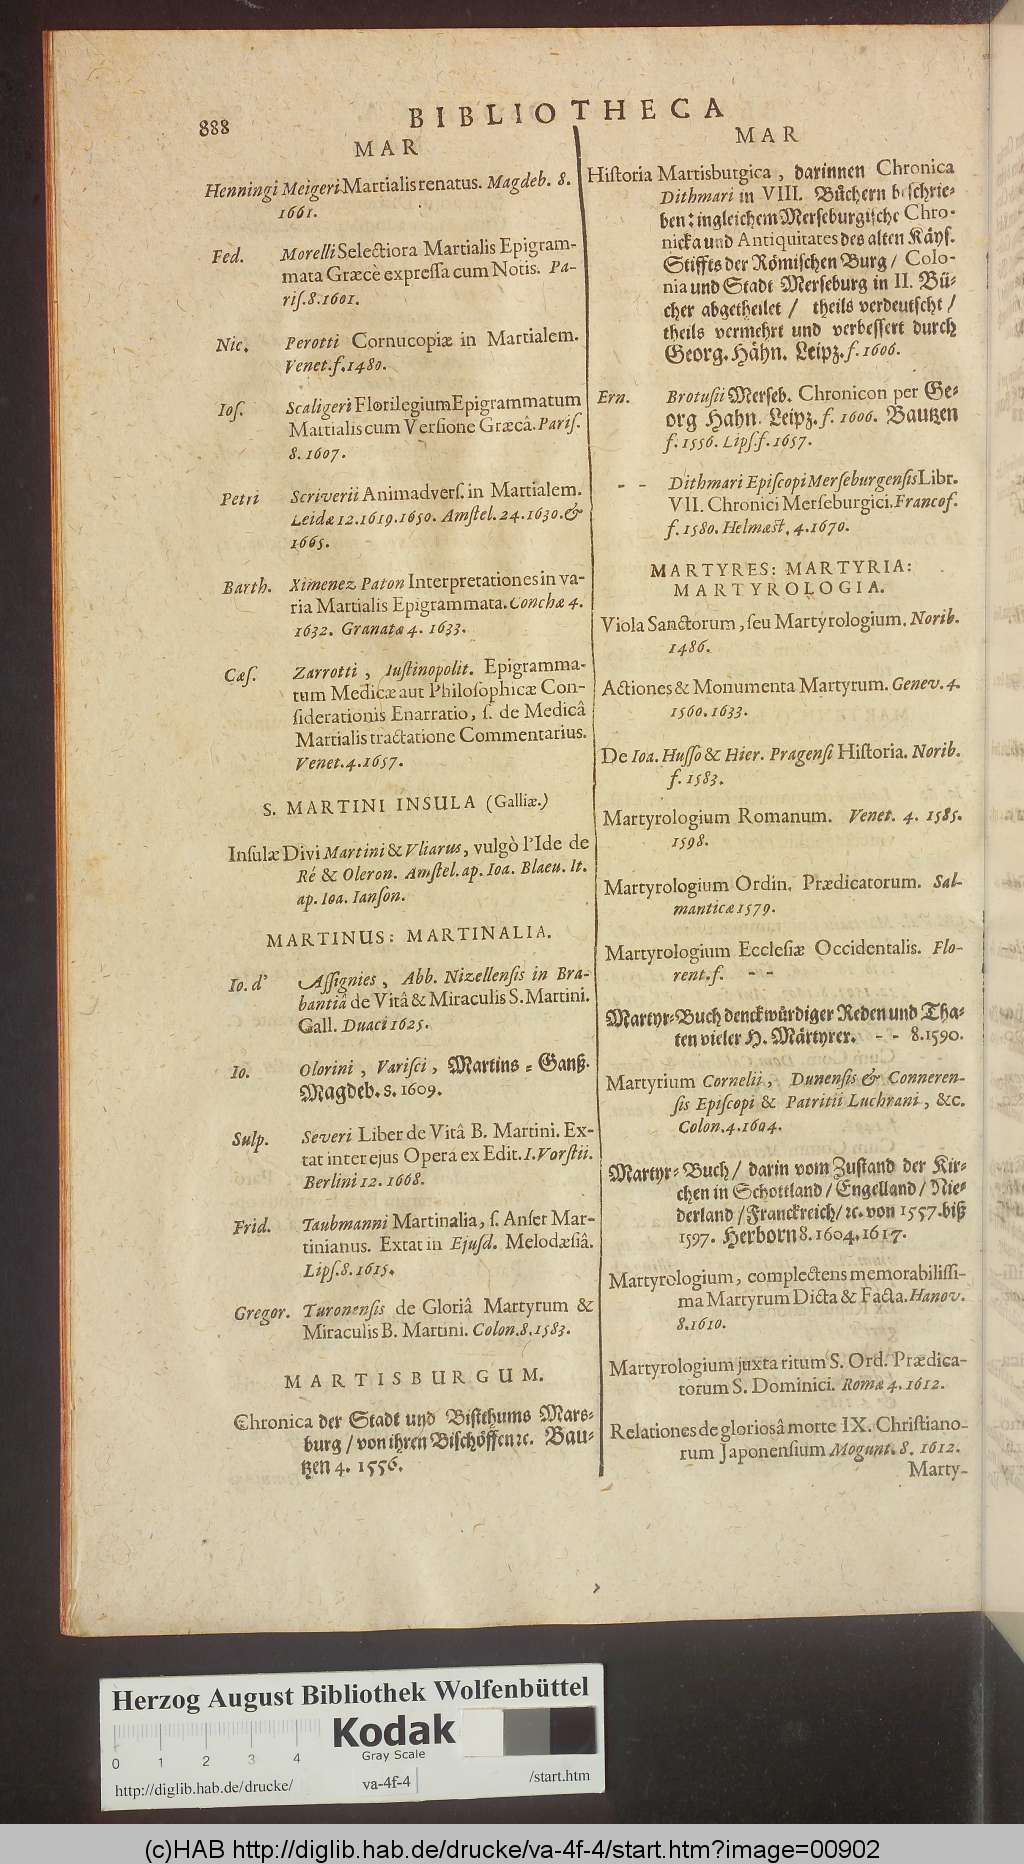 888
BIBLIOTHECA
MAR
Henningi Meigeri Martialis renatus. Magdeb. 8.
1661.
Fed. Morelli Selectiora Martialis Epigram-
mata Græcè expreſſa cum Notis. Pa-
riſ. 8. 1601.
Nic. Perotti Cornucopiæ in Martialem.
Venet. f. 1480.
Ioſ. Scaligeri Florilegium Epigrammatum
Martialis cum Verſione Græcâ. Pariſ.
8. 1607.
Petri Scriverii Animadverſ. in Martialem.
Leidæ 12. 1619. 1650. Amſtel. 24. 1630. &
1665.
Barth. Ximenez Paton Interpretationes in va-
ria Martialis Epigrammata. Conchæ 4.
1632. Granatæ 4. 1633.
Cæſ. Zarrotti, Iuſtinopolit. Epigramma-
tum Medicæ aut Philoſophicæ Con-
ſiderationis Enarratio, ſ. de Medicâ
Martialis tractatione Commentarius.
Venet. 4. 1657.
S. MARTINI INSULA (Galliæ.)
Inſulæ Divi Martini & Vliarus, vulgò l'Ide de
Ré & Oleron. Amſtel. ap. Ioa. Blaeu. It.
ap. Ioa. Ianſon.
MARTINUS: MARTINALIA.
Io. d' Aſſignies, Abb. Nizellenſis in Bra-
bantiâ de Vitâ & Miraculis S. Martini.
Gall. Duaci 1625.
Io. Olorini, Variſci, Martins-Ganß.
Magdeb. 8. 1609.
Sulp. Severi Liber de Vitâ B. Martini. Ex-
tat inter ejus Opera ex Edit. I. Vorſtii.
Berlini 12. 1668.
Frid. Taubmanni Martinalia, ſ. Anſer Mar-
tinianus. Extat in Ejuſd. Melodæſiâ.
Lipſ. 8. 1615.
Gregor. Turonenſis de Gloriâ Martyrum &
Miraculis B. Martini. Colon. 8. 1583.
MARTISBURGUM.
Chronica der Stadt und Biſthums Mars-
burg / von ihren Biſchöffen ꝛc. Bau-
tzen 4. 1556.
MAR
Hiſtoria Martisburgica, darinnen Chronica
Dithmari in VIII. Büchern beſchrie-
ben: ingleichem Merſeburgiſche Chro-
nicka und Antiquitates des alten Käyſ.
Stiffts der Römiſchen Burg / Colo-
nia und Stadt Merſeburg in II. Bü-
cher abgetheilet / theils verdeutſcht /
theils vermehrt und verbeſſert durch
Georg. Hähn. Leipz. f. 1606.
Ern. Brotuſii Merſeb. Chronicon per Ge-
org Hahn. Leipz. f. 1606. Bautzen
f. 1556. Lipſ. f. 1657.
- - Dithmari Epiſcopi Merſeburgenſis Libr.
VII. Chronici Merſeburgici. Francof.
f. 1580. Helmæſt. 4. 1670.
MARTYRES: MARTYRIA:
MARTYROLOGIA.
Viola Sanctorum, ſeu Martyrologium. Norib.
1486.
Actiones & Monumenta Martyrum. Genev. 4.
1560. 1633.
De Ioa. Huſſo & Hier. Pragenſi Hiſtoria. Norib.
f. 1583.
Martyrologium Romanum. Venet. 4. 1585.
1598.
Martyrologium Ordin. Prædicatorum. Sal-
manticæ 1579.
Martyrologium Eccleſiæ Occidentalis. Flo-
rent. f. - -
Martyr-Buch denckwürdiger Reden und Tha-
ten vieler H. Märtyrer. - - 8. 1590.
Martyrium Cornelii, Dunenſis & Conneren-
ſis Epiſcopi & Patritii Luchrani, &c.
Colon. 4. 1604.
Martyr-Buch / darin vom Zuſtand der Kir-
chen in Schottland / Engelland / Nie-
derland / Franckreich / ꝛc. von 1557. biß
1597. Herborn 8. 1604. 1617.
Martyrologium, complectens memorabiliſſi-
ma Martyrum Dicta & Facta. Hanov.
8. 1610.
Martyrologium juxta ritum S. Ord. Prædica-
torum S. Dominici. Romæ 4. 1612.
Relationes de glorioſâ morte IX. Chriſtiano-
rum Japonenſium Mogunt. 8. 1612.
Marty-
Herzog August Bibliothek Wolfenbüttel
Kodak
Gray Scale
0 1 2 3 4
http://diglib.hab.de/drucke/ va-4f-4 /start.htm
(c)HAB http://diglib.hab.de/drucke/va-4f-4/start.htm?image=00902